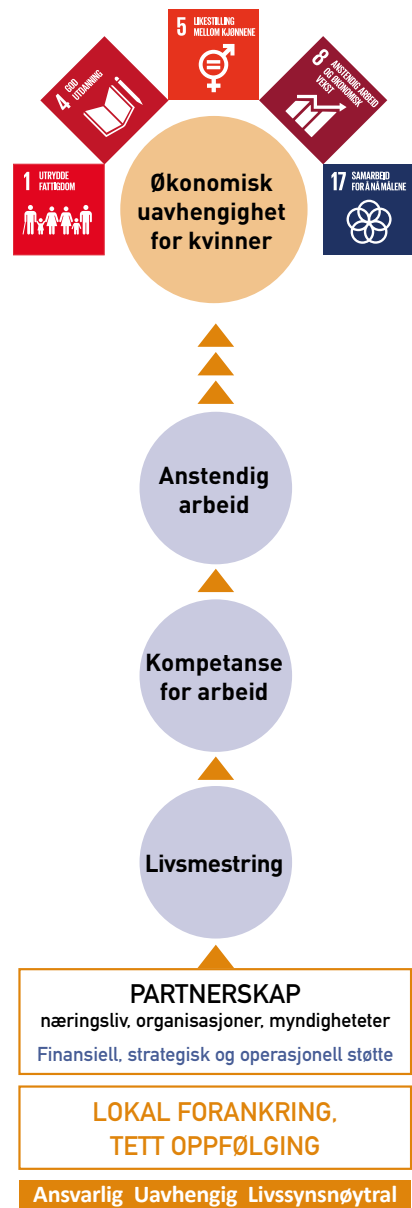 5 LIKESTILLING
MELLOM KJØNNENE
4 GOD
UTDANNING
8 ANSTENDIG ARBEID
OG ØKONOMISK
VEKST
1 UTRYDDE
FATTIGDOM
17 SAMARBEID
FOR Å NÅ MÅLENE
Økonomisk
uavhengighet
for kvinner
Anstendig
arbeid
Kompetanse
for arbeid
Livsmestring
PARTNERSKAP
næringsliv, organisasjoner, myndigheteter
Finansiell, strategisk og operasjonell støtte
LOKAL FORANKRING,
TETT OPPFØLGING
Ansvarlig Uavhengig Livssynsnøytral